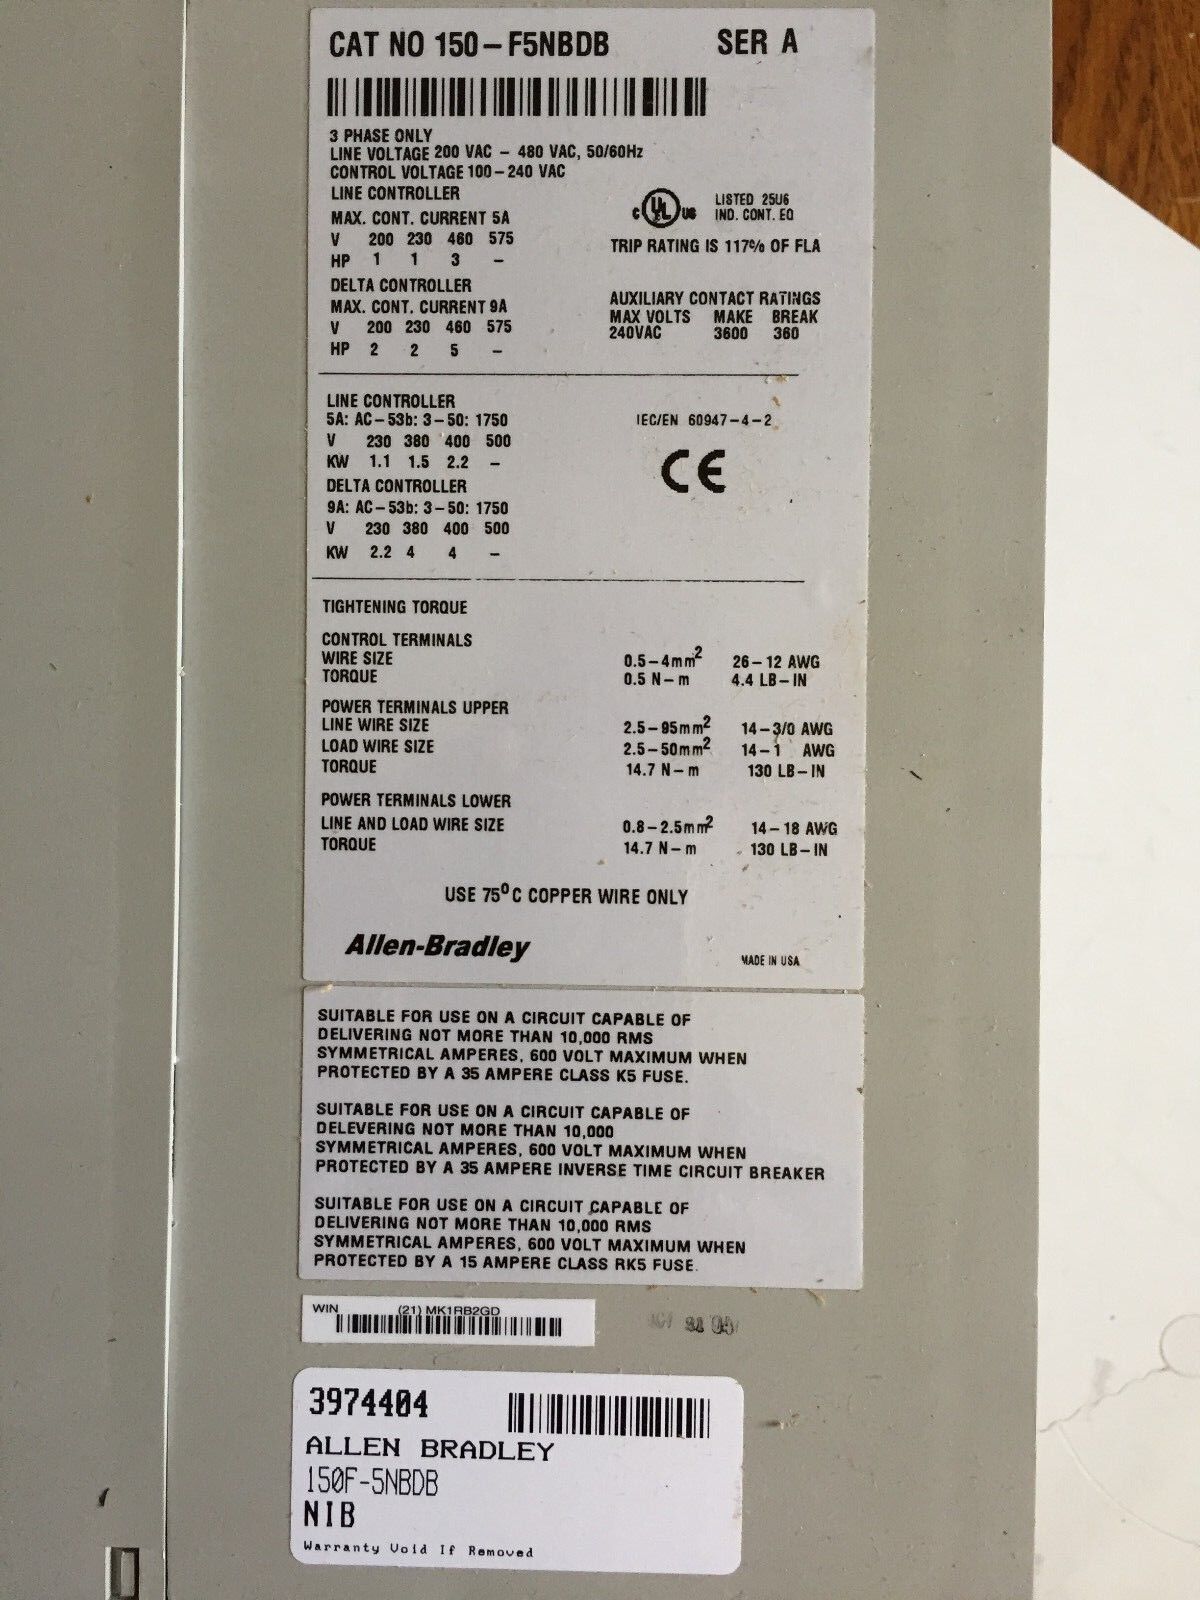 CAT NO 150-F5NBDB SER A
3 PHASE ONLY
LINE VOLTAGE 200 VAC - 480 VAC, 50/60Hz
CONTROL VOLTAGE 100-240 VAC
LINE CONTROLLER
MAX. CONT. CURRENT 5A
V 200 230 460 575
HP 1 1 3 -
DELTA CONTROLLER
MAX. CONT. CURRENT 9A
V 200 230 460 575
HP 2 2 5 -
C UL US
LISTED 25U6
IND. CONT. EQ
TRIP RATING IS 117% OF FLA
AUXILIARY CONTACT RATINGS
MAX VOLTS MAKE BREAK
240VAC 3600 360
LINE CONTROLLER
5A: AC-53b: 3-50: 1750
V 230 380 400 500
KW 1.1 1.5 2.2 -
DELTA CONTROLLER
9A: AC-53b: 3-50: 1750
V 230 380 400 500
KW 2.2 4 4 -
IEC/EN 60947-4-2
CE
TIGHTENING TORQUE
CONTROL TERMINALS
WIRE SIZE 0.5-4mm² 26-12 AWG
TORQUE 0.5 N-m 4.4 LB-IN
POWER TERMINALS UPPER
LINE WIRE SIZE 2.5-95mm² 14-3/0 AWG
LOAD WIRE SIZE 2.5-50mm² 14-1 AWG
TORQUE 14.7 N-m 130 LB-IN
POWER TERMINALS LOWER
LINE AND LOAD WIRE SIZE 0.8-2.5mm² 14-18 AWG
TORQUE 14.7 N-m 130 LB-IN
USE 75°C COPPER WIRE ONLY
Allen-Bradley MADE IN USA
SUITABLE FOR USE ON A CIRCUIT CAPABLE OF
DELIVERING NOT MORE THAN 10,000 RMS
SYMMETRICAL AMPERES, 600 VOLT MAXIMUM WHEN
PROTECTED BY A 35 AMPERE CLASS K5 FUSE.
SUITABLE FOR USE ON A CIRCUIT CAPABLE OF
DELEVERING NOT MORE THAN 10,000
SYMMETRICAL AMPERES, 600 VOLT MAXIMUM WHEN
PROTECTED BY A 35 AMPERE INVERSE TIME CIRCUIT BREAKER
SUITABLE FOR USE ON A CIRCUIT CAPABLE OF
DELIVERING NOT MORE THAN 10,000 RMS
SYMMETRICAL AMPERES, 600 VOLT MAXIMUM WHEN
PROTECTED BY A 15 AMPERE CLASS RK5 FUSE.
WIN (21) MK1RB2GD
3974404
ALLEN BRADLEY
150F-5NBDB
NIB
Warranty Void If Removed